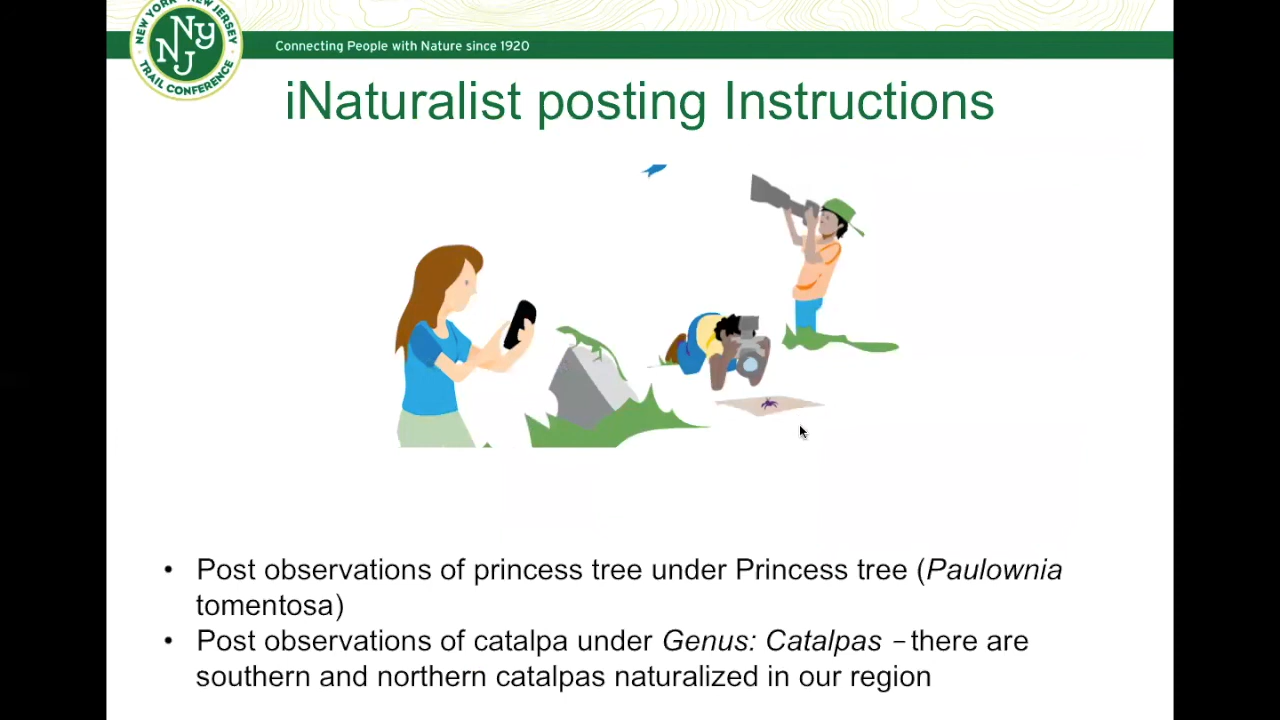 NEW YORK • NEW JERSEY
NY
NJ
TRAIL CONFERENCE
Connecting People with Nature since 1920
iNaturalist posting Instructions
• Post observations of princess tree under Princess tree (Paulownia
tomentosa)
• Post observations of catalpa under Genus: Catalpas – there are
southern and northern catalpas naturalized in our region